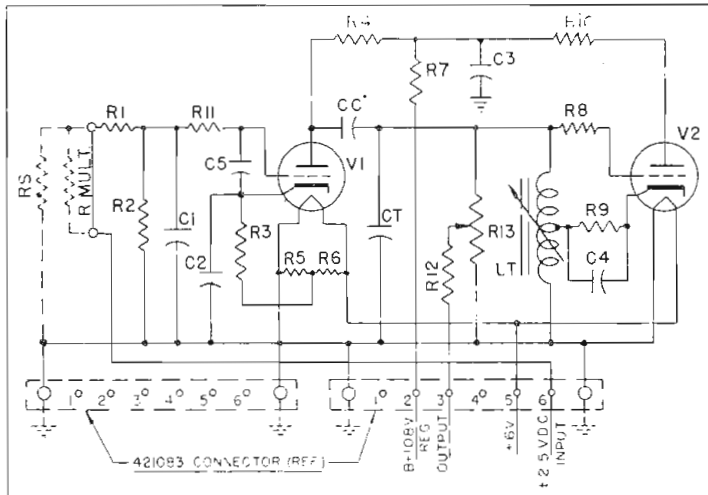 R4
R10
R7
C3
R1
R11
CC
R8
V1
V2
C5
RS
R MULT
R2
C1
CT
R9
R3
R13
C2
R5
R6
R12
LT
C4
1 2 3 4 5 6
1 2 3 4 5 6
B+108V
REG
OUTPUT
+6V
±2.5VDC
INPUT
421083 CONNECTOR (REF)